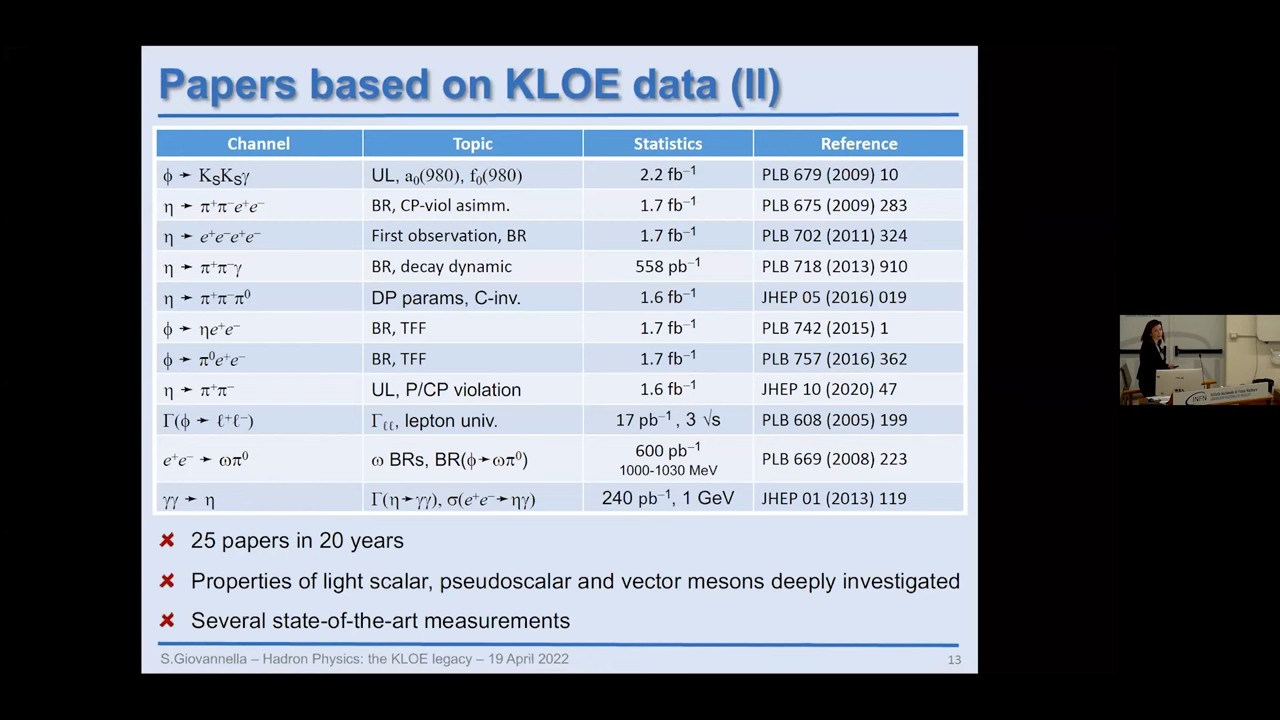 Papers based on KLOE data (II)
Channel Topic Statistics Reference
ϕ → KSKSγ UL, a0(980), f0(980) 2.2 fb⁻¹ PLB 679 (2009) 10
η → π⁺π⁻e⁺e⁻ BR, CP-viol asimm. 1.7 fb⁻¹ PLB 675 (2009) 283
η → e⁺e⁻e⁺e⁻ First observation, BR 1.7 fb⁻¹ PLB 702 (2011) 324
η → π⁺π⁻γ BR, decay dynamic 558 pb⁻¹ PLB 718 (2013) 910
η → π⁺π⁻π⁰ DP params, C-inv. 1.6 fb⁻¹ JHEP 05 (2016) 019
ϕ → ηe⁺e⁻ BR, TFF 1.7 fb⁻¹ PLB 742 (2015) 1
ϕ → π⁰e⁺e⁻ BR, TFF 1.7 fb⁻¹ PLB 757 (2016) 362
η → π⁺π⁻ UL, P/CP violation 1.6 fb⁻¹ JHEP 10 (2020) 47
Γ(ϕ → ℓ⁺ℓ⁻) Γℓℓ, lepton univ. 17 pb⁻¹ , 3 √s PLB 608 (2005) 199
e⁺e⁻ → ωπ⁰ ω BRs, BR(ϕ→ωπ⁰) 600 pb⁻¹ PLB 669 (2008) 223
1000-1030 MeV
γγ → η Γ(η→γγ), σ(e⁺e⁻→ηγ) 240 pb⁻¹, 1 GeV JHEP 01 (2013) 119
✘ 25 papers in 20 years
✘ Properties of light scalar, pseudoscalar and vector mesons deeply investigated
✘ Several state-of-the-art measurements
S.Giovannella – Hadron Physics: the KLOE legacy – 19 April 2022 13
INFN